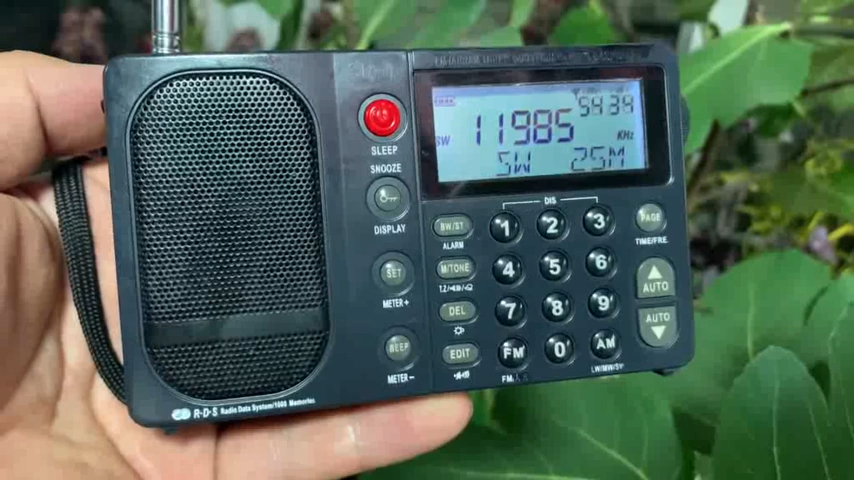 5434
SW 11985 KHz
SW 25M
SLEEP
SNOOZE
DISPLAY
SET
METER+
BEEP
METER-
DIS
BW/ST 1 2 3 PAGE
ALARM
TIME/FRE.
M/TONE 4 5 6 AUTO
DEL 7 8 9 AUTO
EDIT FM 0 AM
LW/MW/SW
R·D·S Radio Data System/1000 Memories